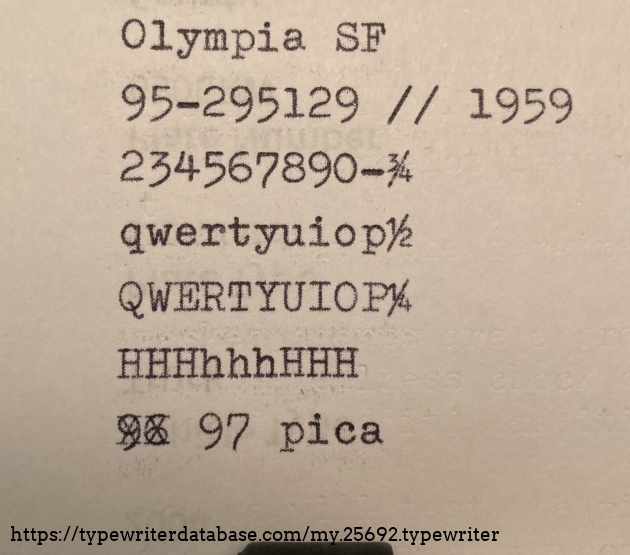 Olympia SF
95-295129 // 1959
234567890-¾
qwertyuiop½
QWERTYUIOP¼
HHHhhhHHH
97 pica
https://typewriterdatabase.com/my.25692.typewriter